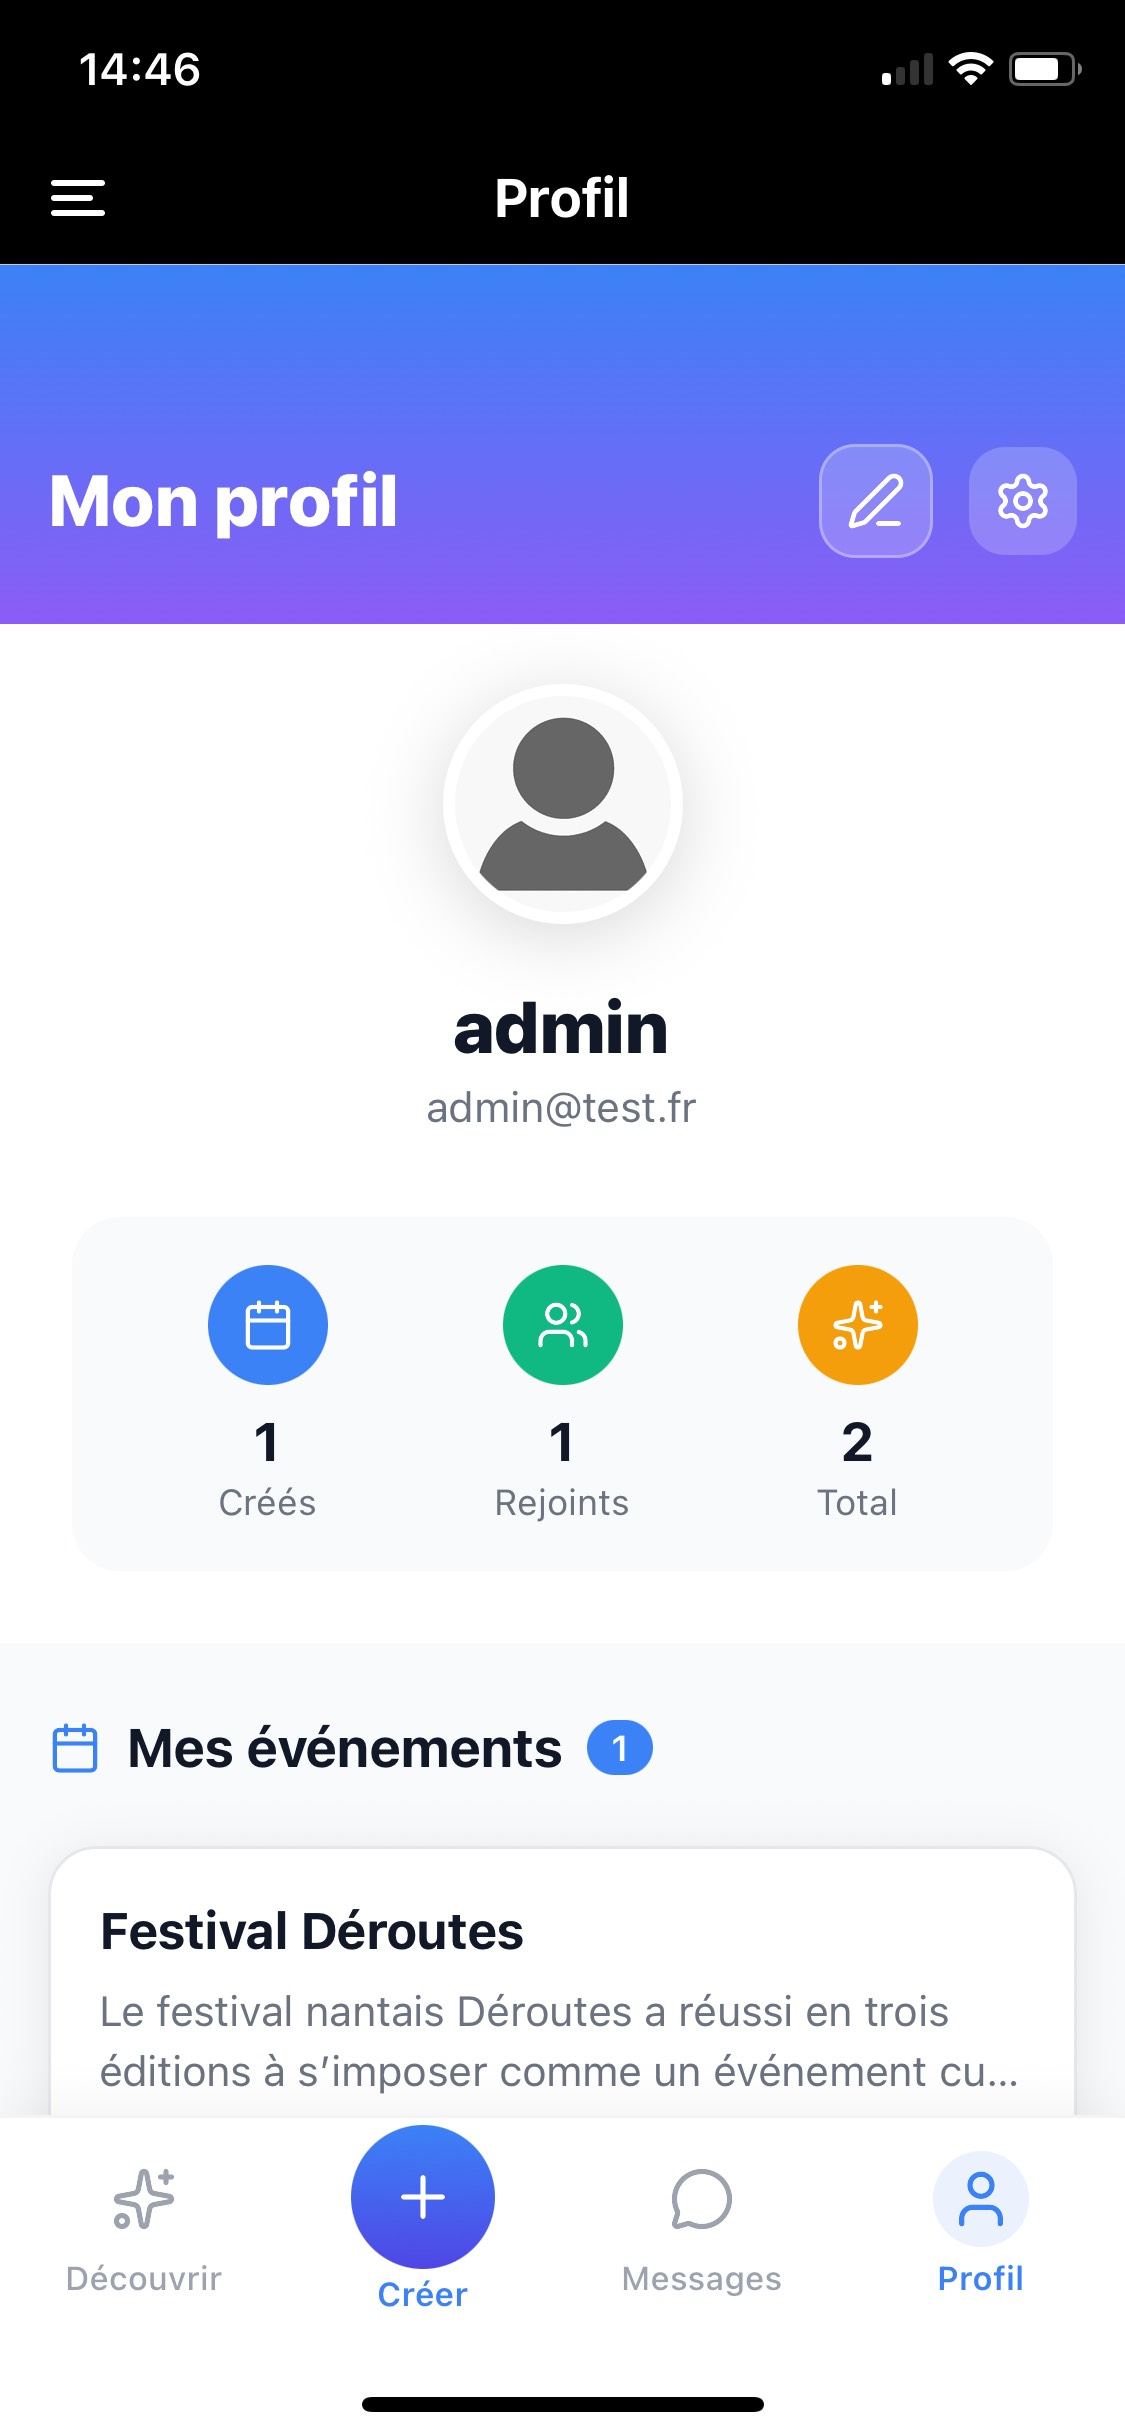 14:46
Profil
Mon profil
admin
admin@test.fr
1
Créés
1
Rejoints
2
Total
Mes événements 1
Festival Déroutes
Le festival nantais Déroutes a réussi en trois
éditions à s’imposer comme un événement cu...
Découvrir
Créer
Messages
Profil